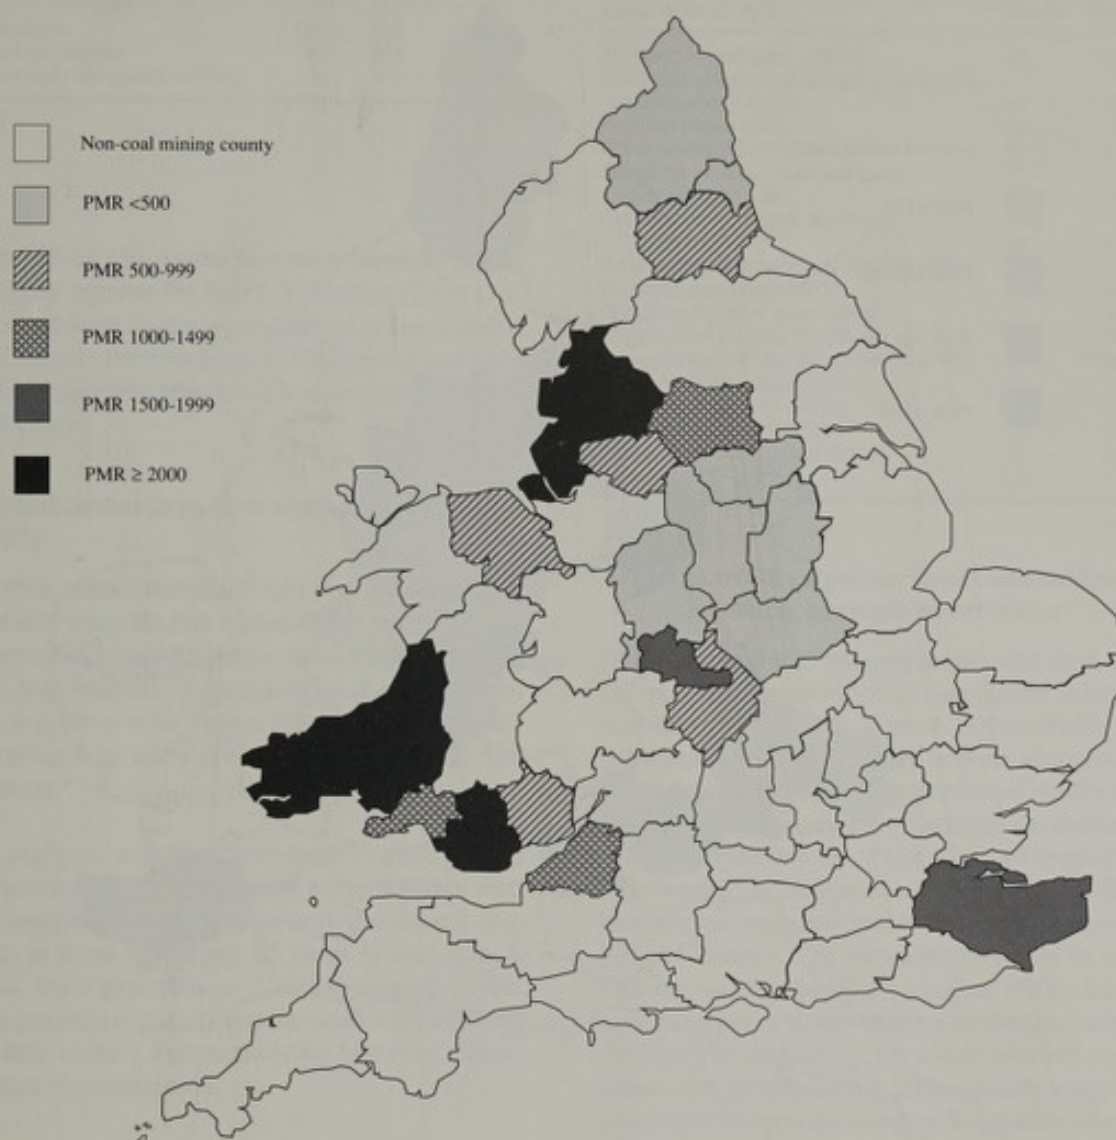 Non-coal mining county
PMR <500
PMR 500-999
PMR 1000-1499
PMR 1500-1999
PMR ≥ 2000